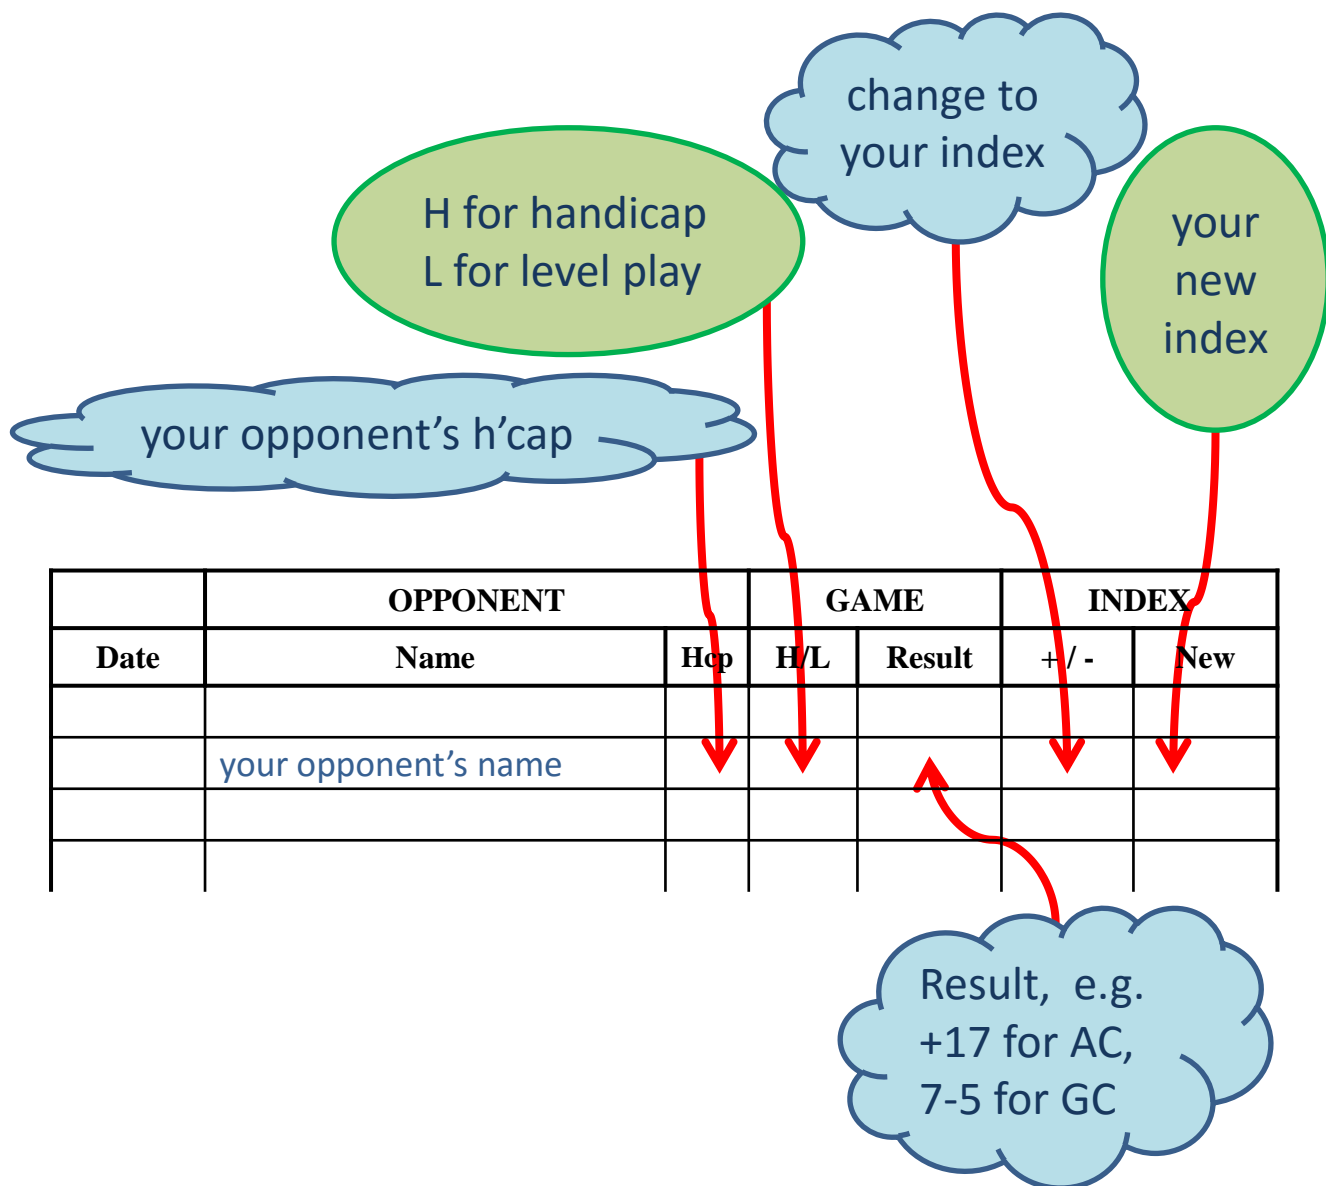 change to
your index
H for handicap
L for level play
your
new
index
your opponent’s h’cap
OPPONENT GAME INDEX
Date Name Hcp H/L Result + / - New
your opponent’s name
Result, e.g.
+17 for AC,
7-5 for GC